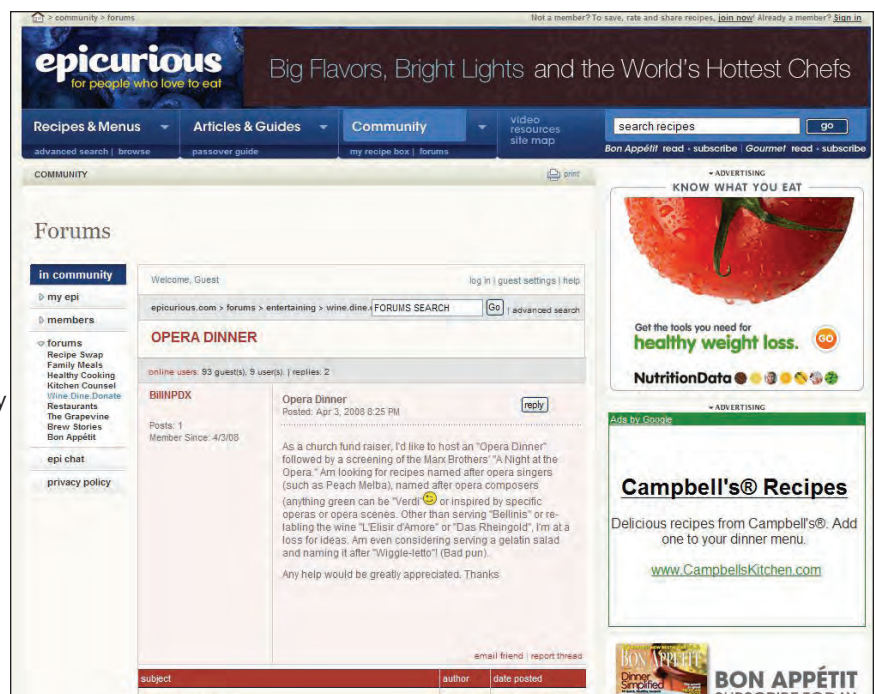 > community > forums
Not a member? To save, rate and share recipes, join now! Already a member? Sign in
epicurious
for people who love to eat
Big Flavors, Bright Lights and the World's Hottest Chefs
Recipes & Menus
Articles & Guides
Community
video
resources
site map
search recipes
go
advanced search | browse
passover guide
my recipe box | forums
Bon Appétit read - subscribe | Gourmet read - subscribe
COMMUNITY
print
Forums
in community
my epi
members
forums
Recipe Swap
Family Meals
Healthy Cooking
Kitchen Counsel
Wine.Dine.Donate
Restaurants
The Grapevine
Brew Stories
Bon Appétit
epi chat
privacy policy
y
Welcome, Guest
log in | guest settings | help
epicurious.com > forums > entertaining > wine.dine.
FORUMS SEARCH
Go
| advanced search
OPERA DINNER
online users: 93 guest(s), 9 user(s). | replies: 2
BillNPDX
Posts: 1
Member Since: 4/3/08
Opera Dinner
Posted: Apr 3, 2008 8:25 PM
reply
As a church fund raiser, I'd like to host an "Opera Dinner"
followed by a screening of the Marx Brothers' "A Night at the
Opera." Am looking for recipes named after opera singers
(such as Peach Melba), named after opera composers
(anything green can be "Verdi" or inspired by specific
operas or opera scenes. Other than serving "Bellinis" or re-
labling the wine "L'Elisir d'Amore" or "Das Rheingold", I'm at a
loss for ideas. Am even considering serving a gelatin salad
and naming it after "Wiggle-letto"! (Bad pun).
Any help would be greatly appreciated. Thanks
email friend | report thread
subject
author
date posted
ADVERTISING
KNOW WHAT YOU EAT
Get the tools you need for
healthy weight loss.
GO
NutritionData
ADVERTISING
Ads by Google
Campbell's® Recipes
Delicious recipes from Campbell's®. Add
one to your dinner menu.
www.CampbellsKitchen.com
BON APPÉTIT
Dinner
Simplified
BON APPÉTIT
SUBSCRIBE TODAY